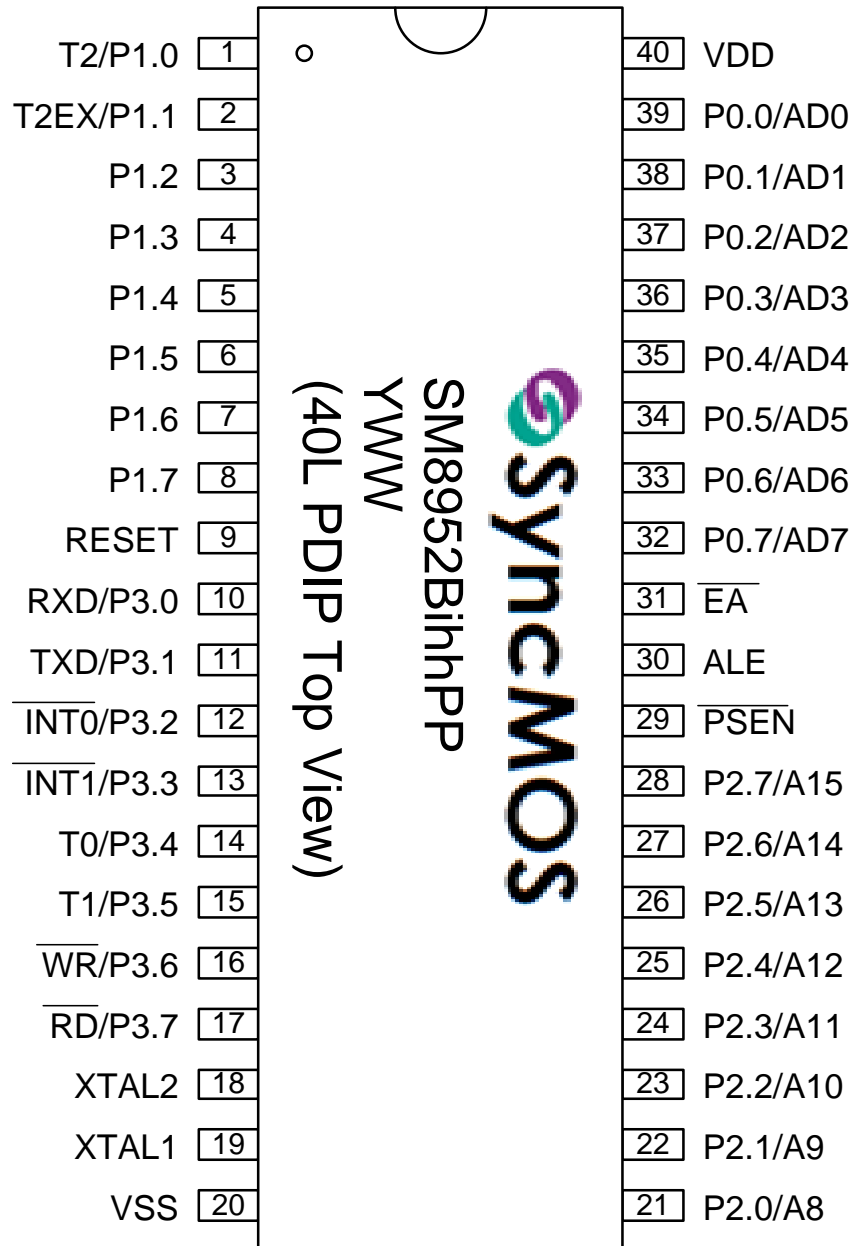 T2/P1.0 1
T2EX/P1.1 2
P1.2 3
P1.3 4
P1.4 5
P1.5 6
P1.6 7
P1.7 8
RESET 9
RXD/P3.0 10
TXD/P3.1 11
I̅N̅T̅0̅/P3.2 12
I̅N̅T̅1̅/P3.3 13
T0/P3.4 14
T1/P3.5 15
W̅R̅/P3.6 16
R̅D̅/P3.7 17
XTAL2 18
XTAL1 19
VSS 20
SyncMOS
SM8952BihhPP
YWW
(40L PDIP Top View)
40 VDD
39 P0.0/AD0
38 P0.1/AD1
37 P0.2/AD2
36 P0.3/AD3
35 P0.4/AD4
34 P0.5/AD5
33 P0.6/AD6
32 P0.7/AD7
31 E̅A̅
30 ALE
29 P̅S̅E̅N̅
28 P2.7/A15
27 P2.6/A14
26 P2.5/A13
25 P2.4/A12
24 P2.3/A11
23 P2.2/A10
22 P2.1/A9
21 P2.0/A8